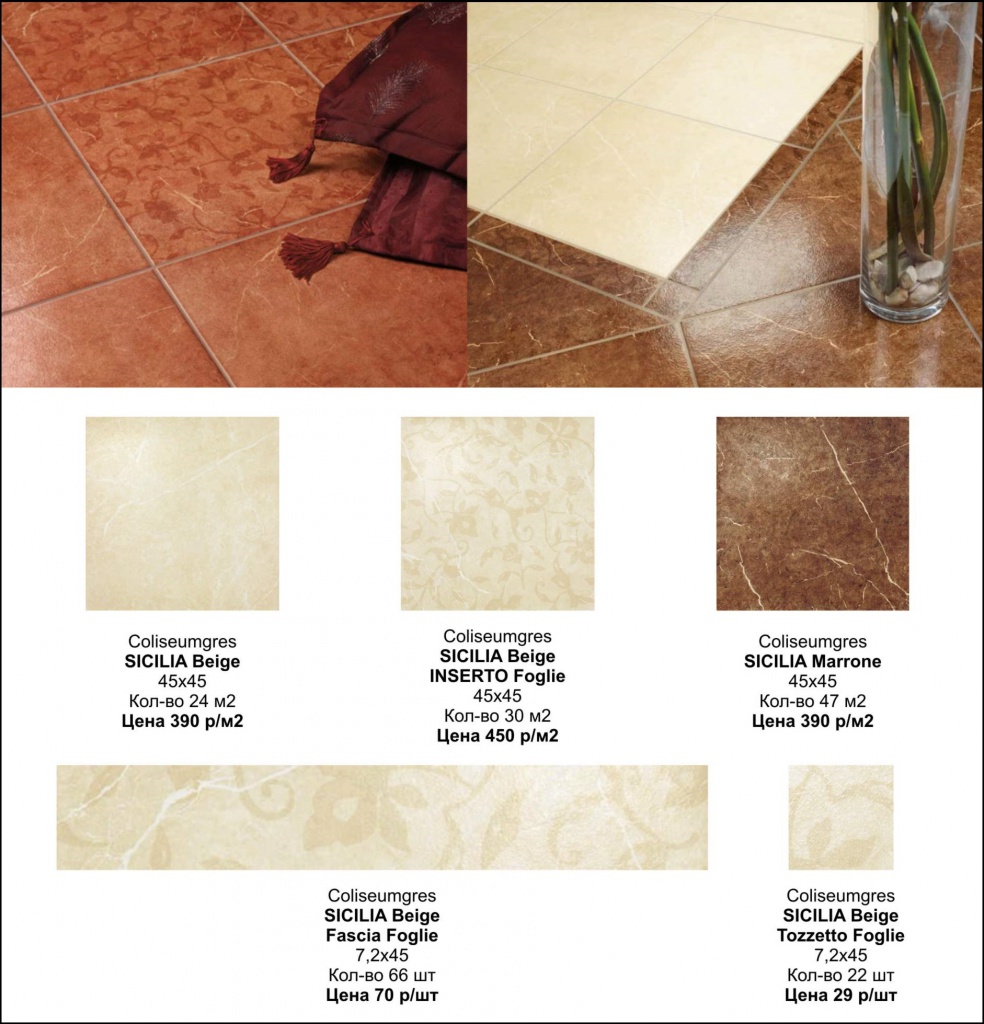 Coliseumgres
SICILIA Beige
45x45
Кол-во 24 м2
Цена 390 р/м2
Coliseumgres
SICILIA Beige
INSERTO Foglie
45x45
Кол-во 30 м2
Цена 450 р/м2
Coliseumgres
SICILIA Marrone
45x45
Кол-во 47 м2
Цена 390 р/м2
Coliseumgres
SICILIA Beige
Fascia Foglie
7,2x45
Кол-во 66 шт
Цена 70 р/шт
Coliseumgres
SICILIA Beige
Tozzetto Foglie
7,2x45
Кол-во 22 шт
Цена 29 р/шт